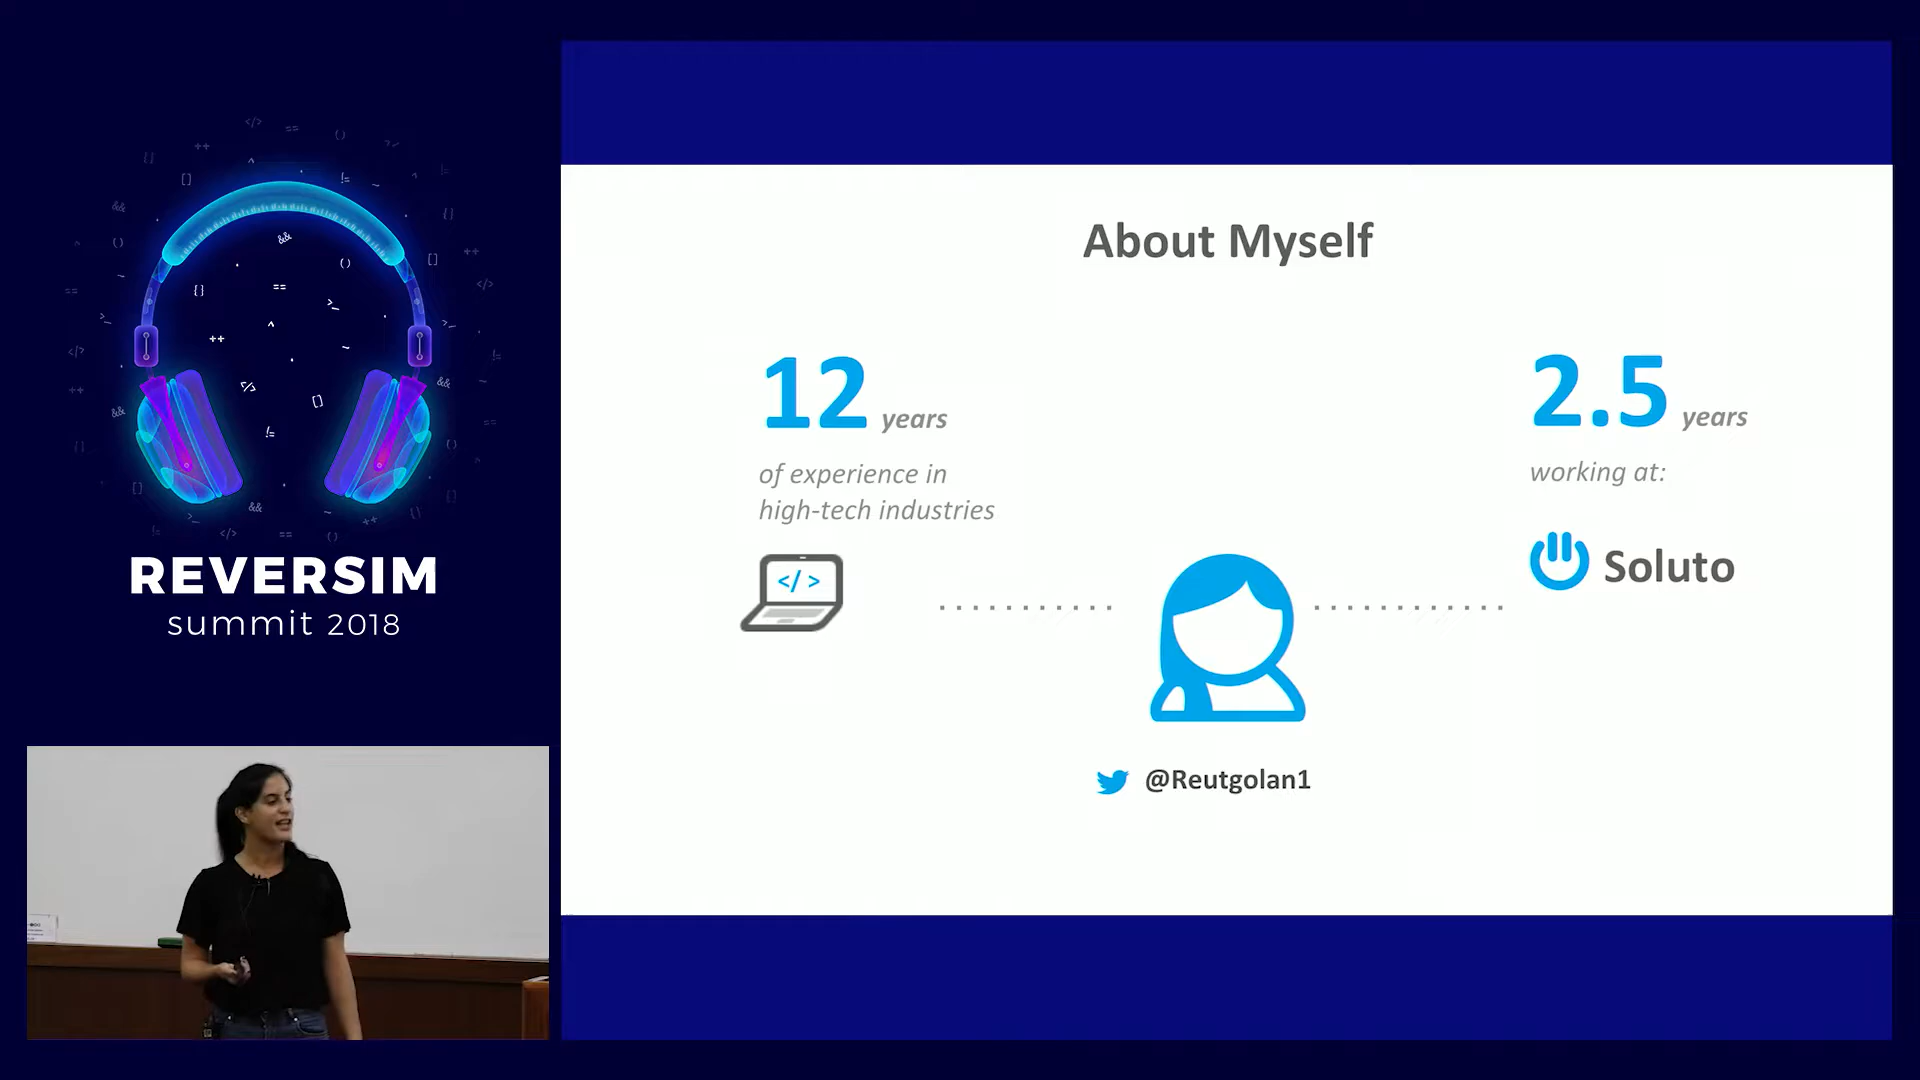 REVERSIM
summit 2018
About Myself
12 years
of experience in
high-tech industries
</>
2.5 years
working at:
Soluto
@Reutgolan1